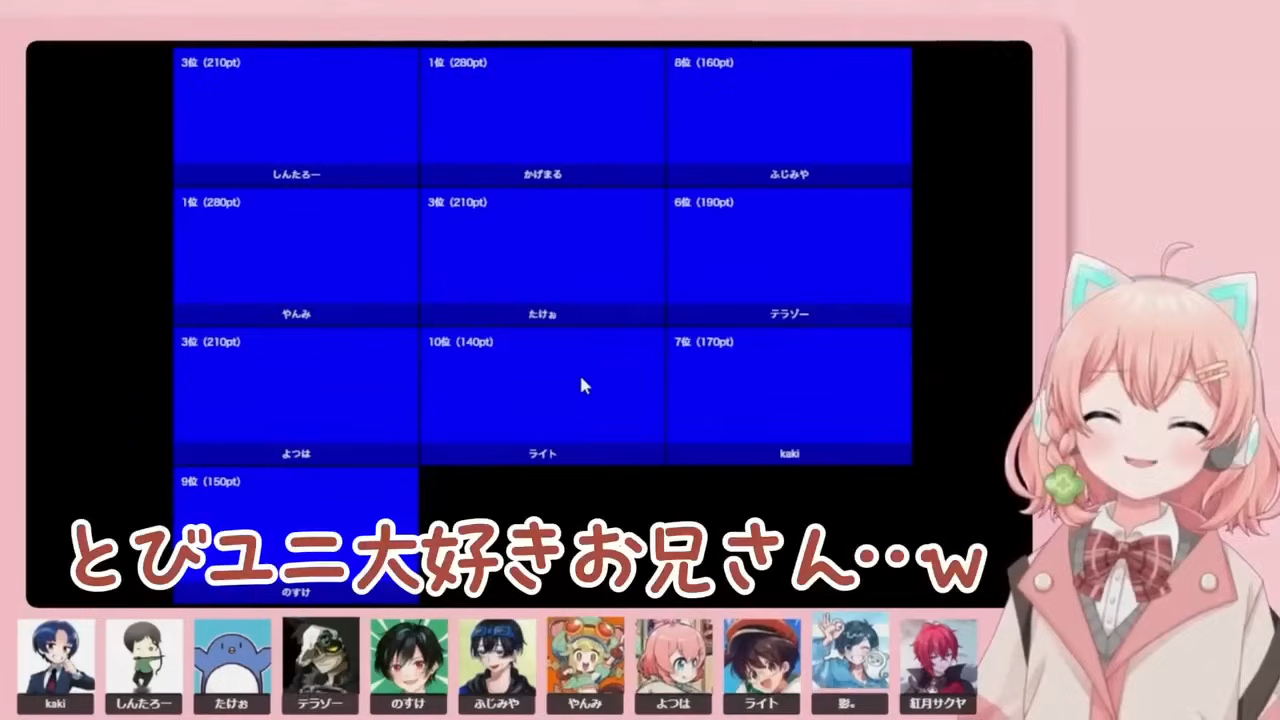 3位（210pt）
1位（280pt）
8位（160pt）
しんたろー
かげまる
ふじみや
1位（280pt）
3位（210pt）
6位（190pt）
やんみ
たけぉ
テラゾー
3位（210pt）
10位（140pt）
7位（170pt）
よつは
ライト
kaki
9位（150pt）
とびユニ大好きお兄さん‥w
のすけ
kaki
しんたろー
たけぉ
テラゾー
のすけ
ふじみや
やんみ
よつは
ライト
影。
紅月サクヤ